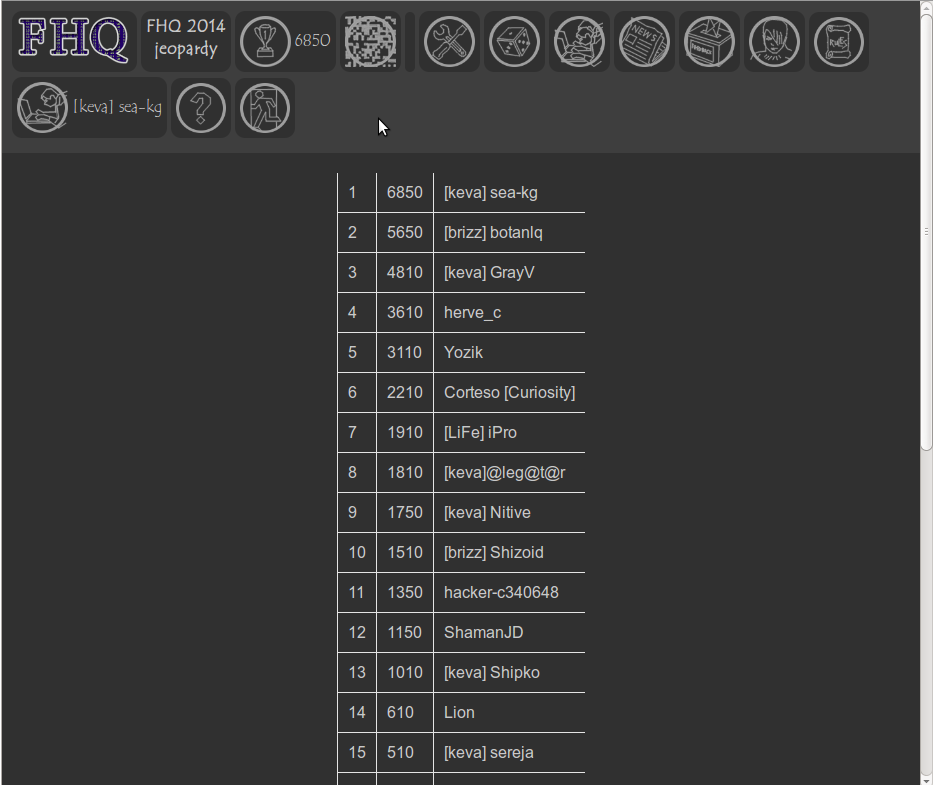 FHQ
FHQ 2014
jeopardy
6850
NEWS
RULES
[keva] sea-kg
?
1 6850 [keva] sea-kg
2 5650 [brizz] botanlq
3 4810 [keva] GrayV
4 3610 herve_c
5 3110 Yozik
6 2210 Corteso [Curiosity]
7 1910 [LiFe] iPro
8 1810 [keva]@leg@t@r
9 1750 [keva] Nitive
10 1510 [brizz] Shizoid
11 1350 hacker-c340648
12 1150 ShamanJD
13 1010 [keva] Shipko
14 610 Lion
15 510 [keva] sereja